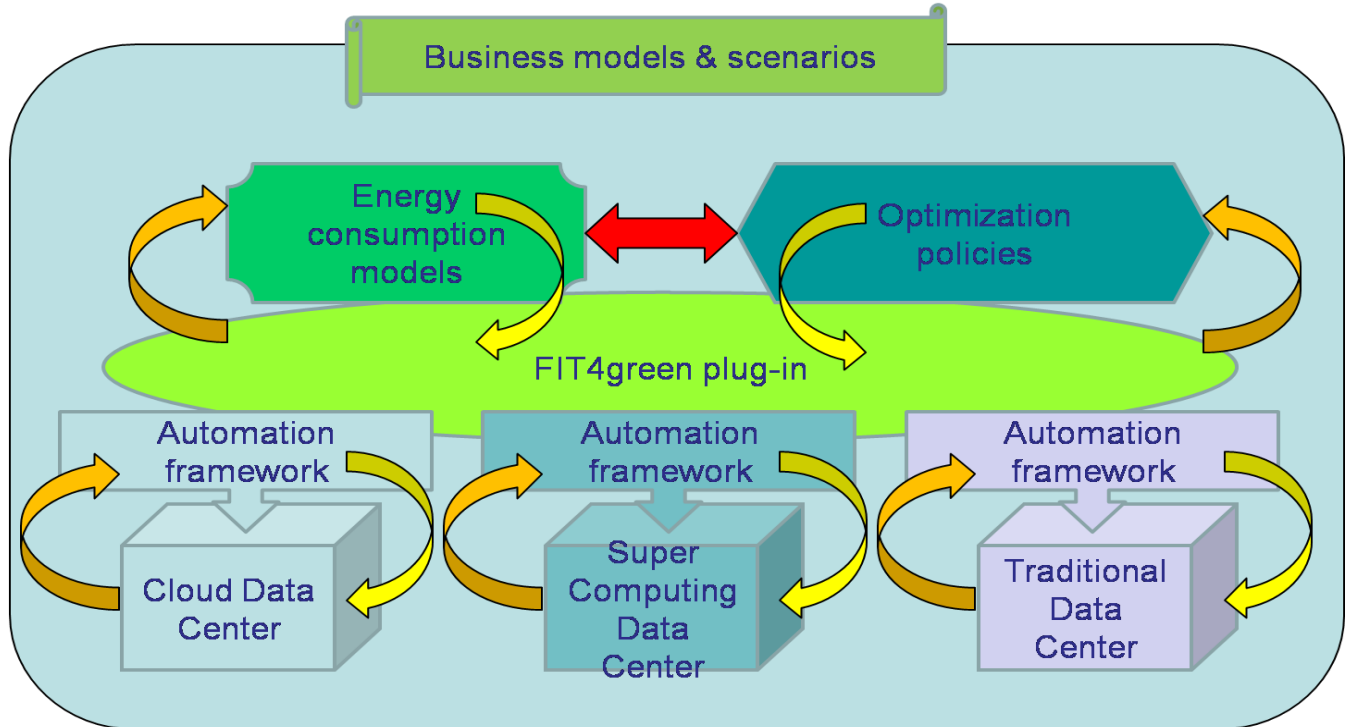 Business models & scenarios
Energy
consumption
models
Optimization
policies
FIT4green plug-in
Automation
framework
Automation
framework
Automation
framework
Cloud Data
Center
Super
Computing
Data
Center
Traditional
Data
Center